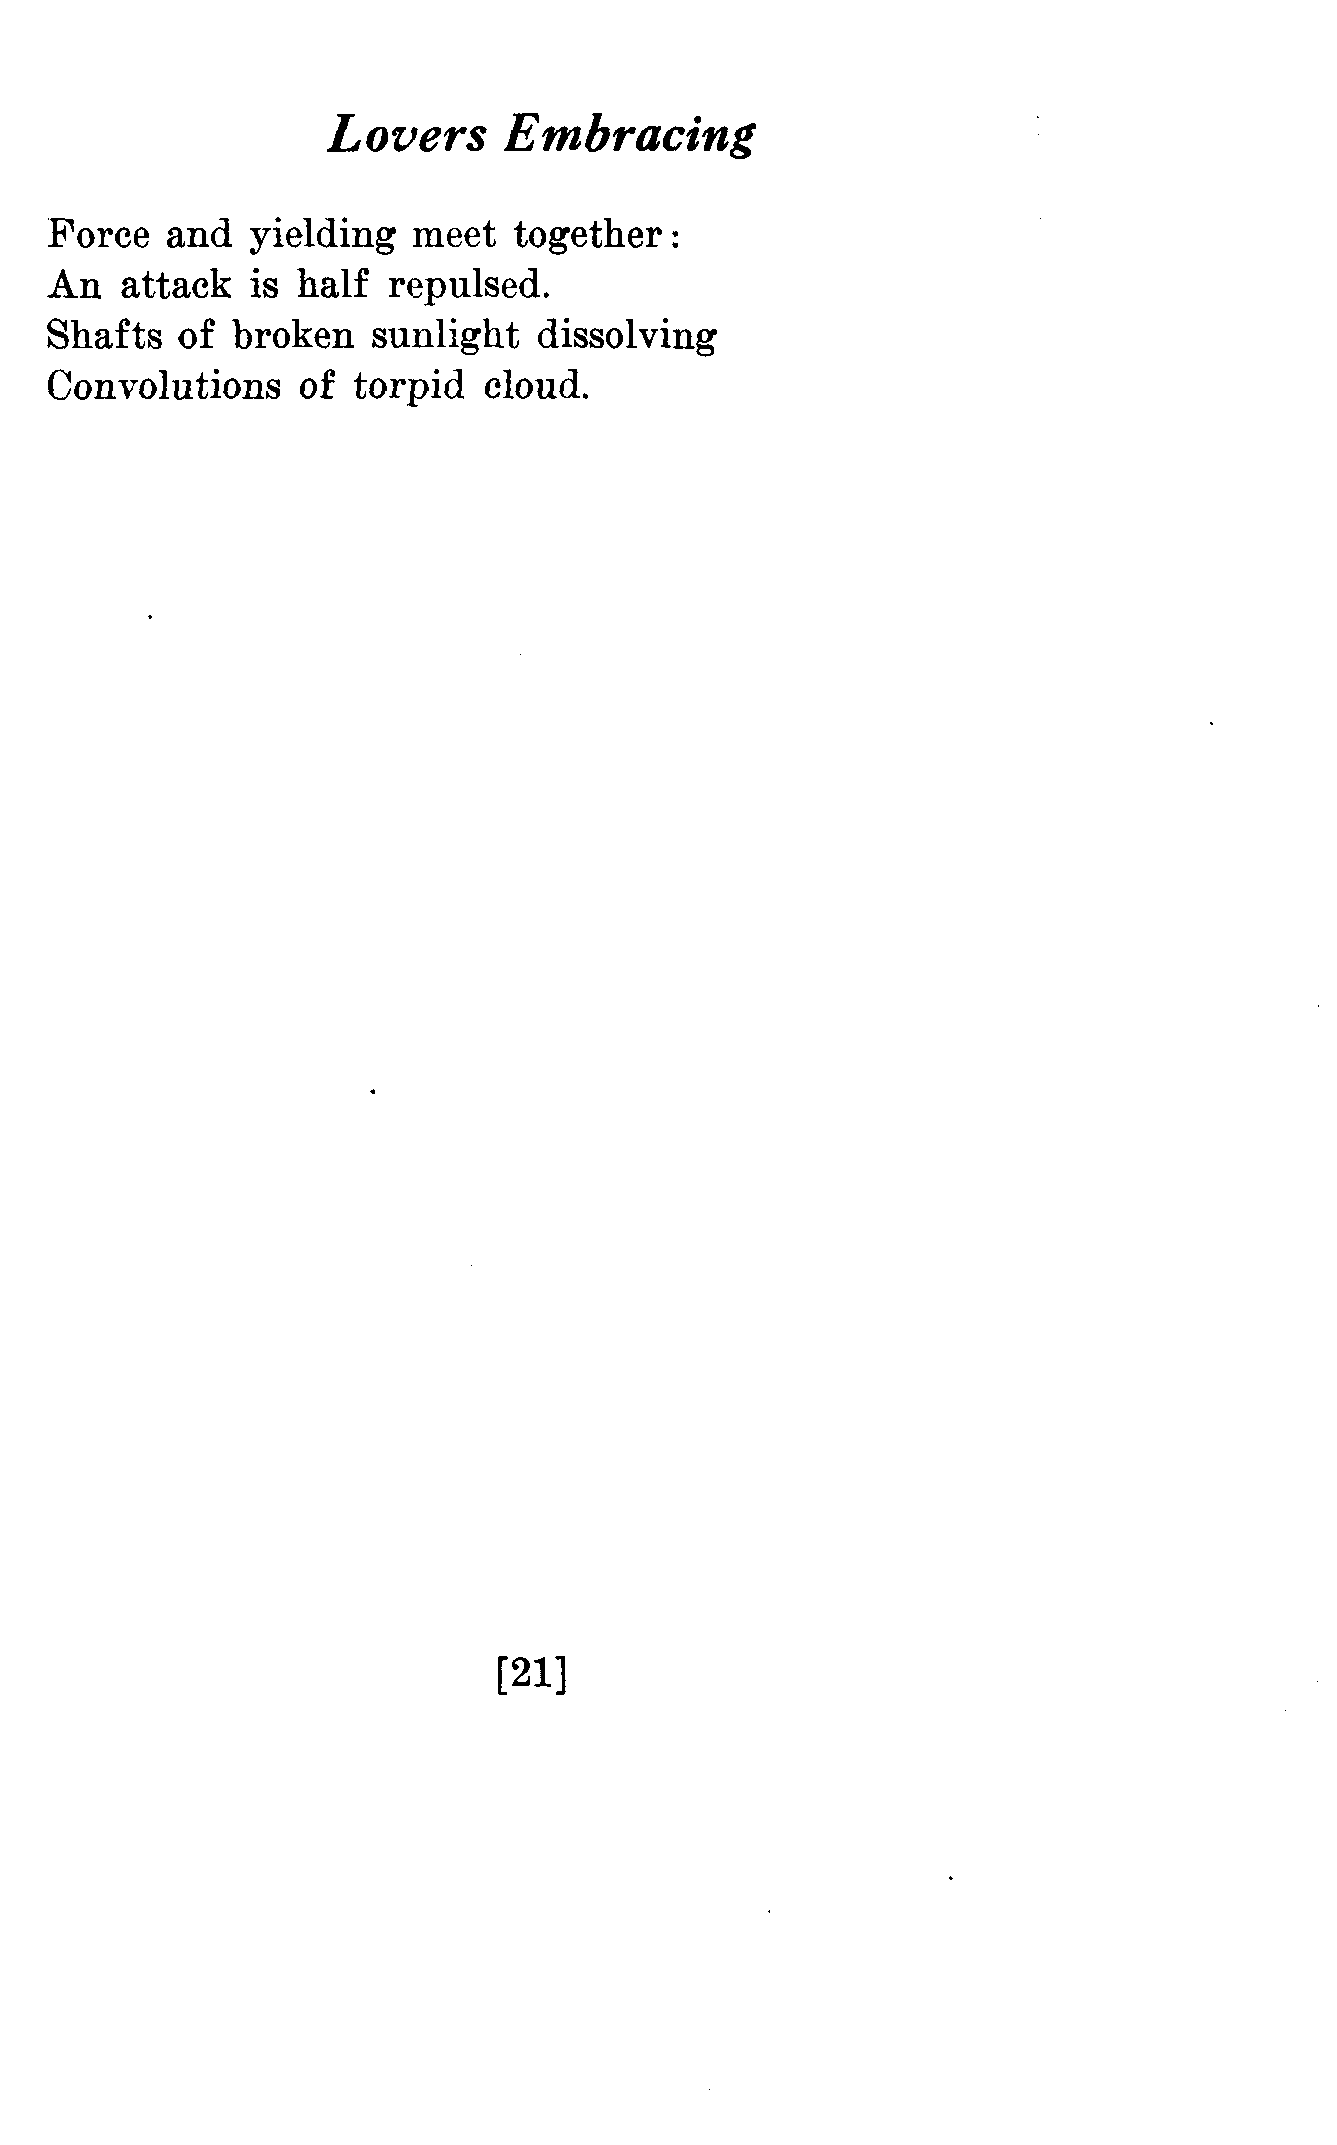 Lovers Embracing
Force and yielding meet together:
An attack is half repulsed.
Shafts of broken sunlight dissolving
Convolutions of torpid cloud.
[21]